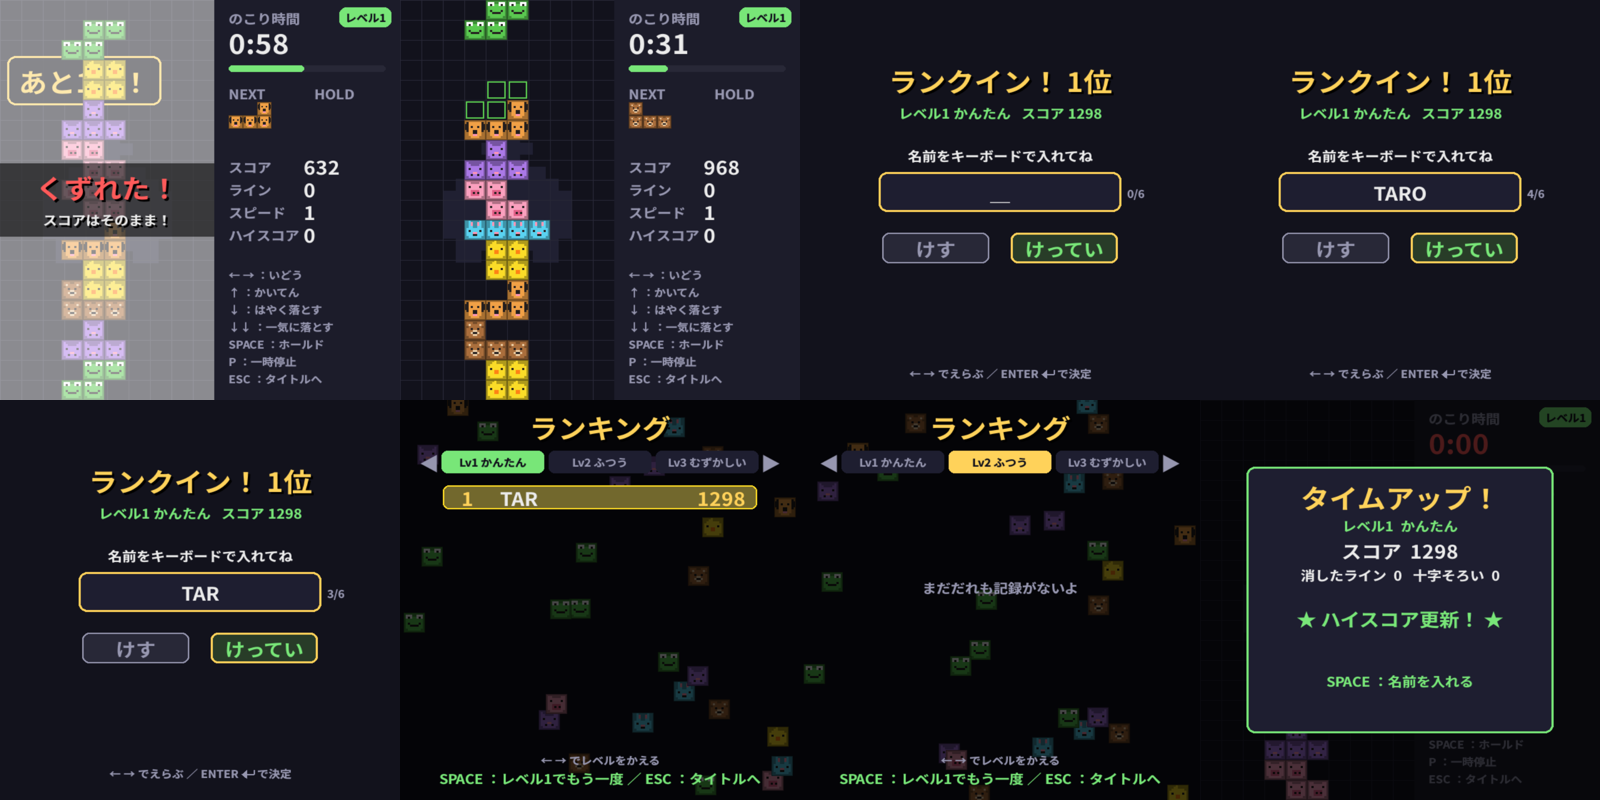 のこり時間
レベル1
0:58
あと
！
NEXT
HOLD
くずれた！
スコアはそのまま！
スコア 632
ライン 0
スピード 1
ハイスコア 0
←→：いどう
↑：かいてん
↓：はやく落とす
↓↓：一気に落とす
SPACE：ホールド
P：一時停止
ESC：タイトルへ
のこり時間
レベル1
0:31
NEXT
HOLD
スコア 968
ライン 0
スピード 1
ハイスコア 0
←→：いどう
↑：かいてん
↓：はやく落とす
↓↓：一気に落とす
SPACE：ホールド
P：一時停止
ESC：タイトルへ
ランクイン！ 1位
レベル1 かんたん スコア 1298
名前をキーボードで入れてね
_
0/6
けす
けってい
←→でえらぶ／ENTER↵で決定
ランクイン！ 1位
レベル1 かんたん スコア 1298
名前をキーボードで入れてね
TARO
4/6
けす
けってい
←→でえらぶ／ENTER↵で決定
ランクイン！ 1位
レベル1 かんたん スコア 1298
名前をキーボードで入れてね
TAR
3/6
けす
けってい
←→でえらぶ／ENTER↵で決定
ランキング
◀ Lv1 かんたん Lv2 ふつう Lv3 むずかしい ▶
1 TAR 1298
←→でレベルをかえる
SPACE：レベル1でもう一度／ESC：タイトルへ
ランキング
◀ Lv1 かんたん Lv2 ふつう Lv3 むずかしい ▶
まだだれも記録がないよ
←→でレベルをかえる
SPACE：レベル1でもう一度／ESC：タイトルへ
のこり時間
レベル1
0:00
タイムアップ！
レベル1 かんたん
スコア 1298
消したライン 0 十字そろい 0
★ ハイスコア更新！ ★
SPACE：名前を入れる
SPACE：ホールド
P：一時停止
ESC：タイトルへ